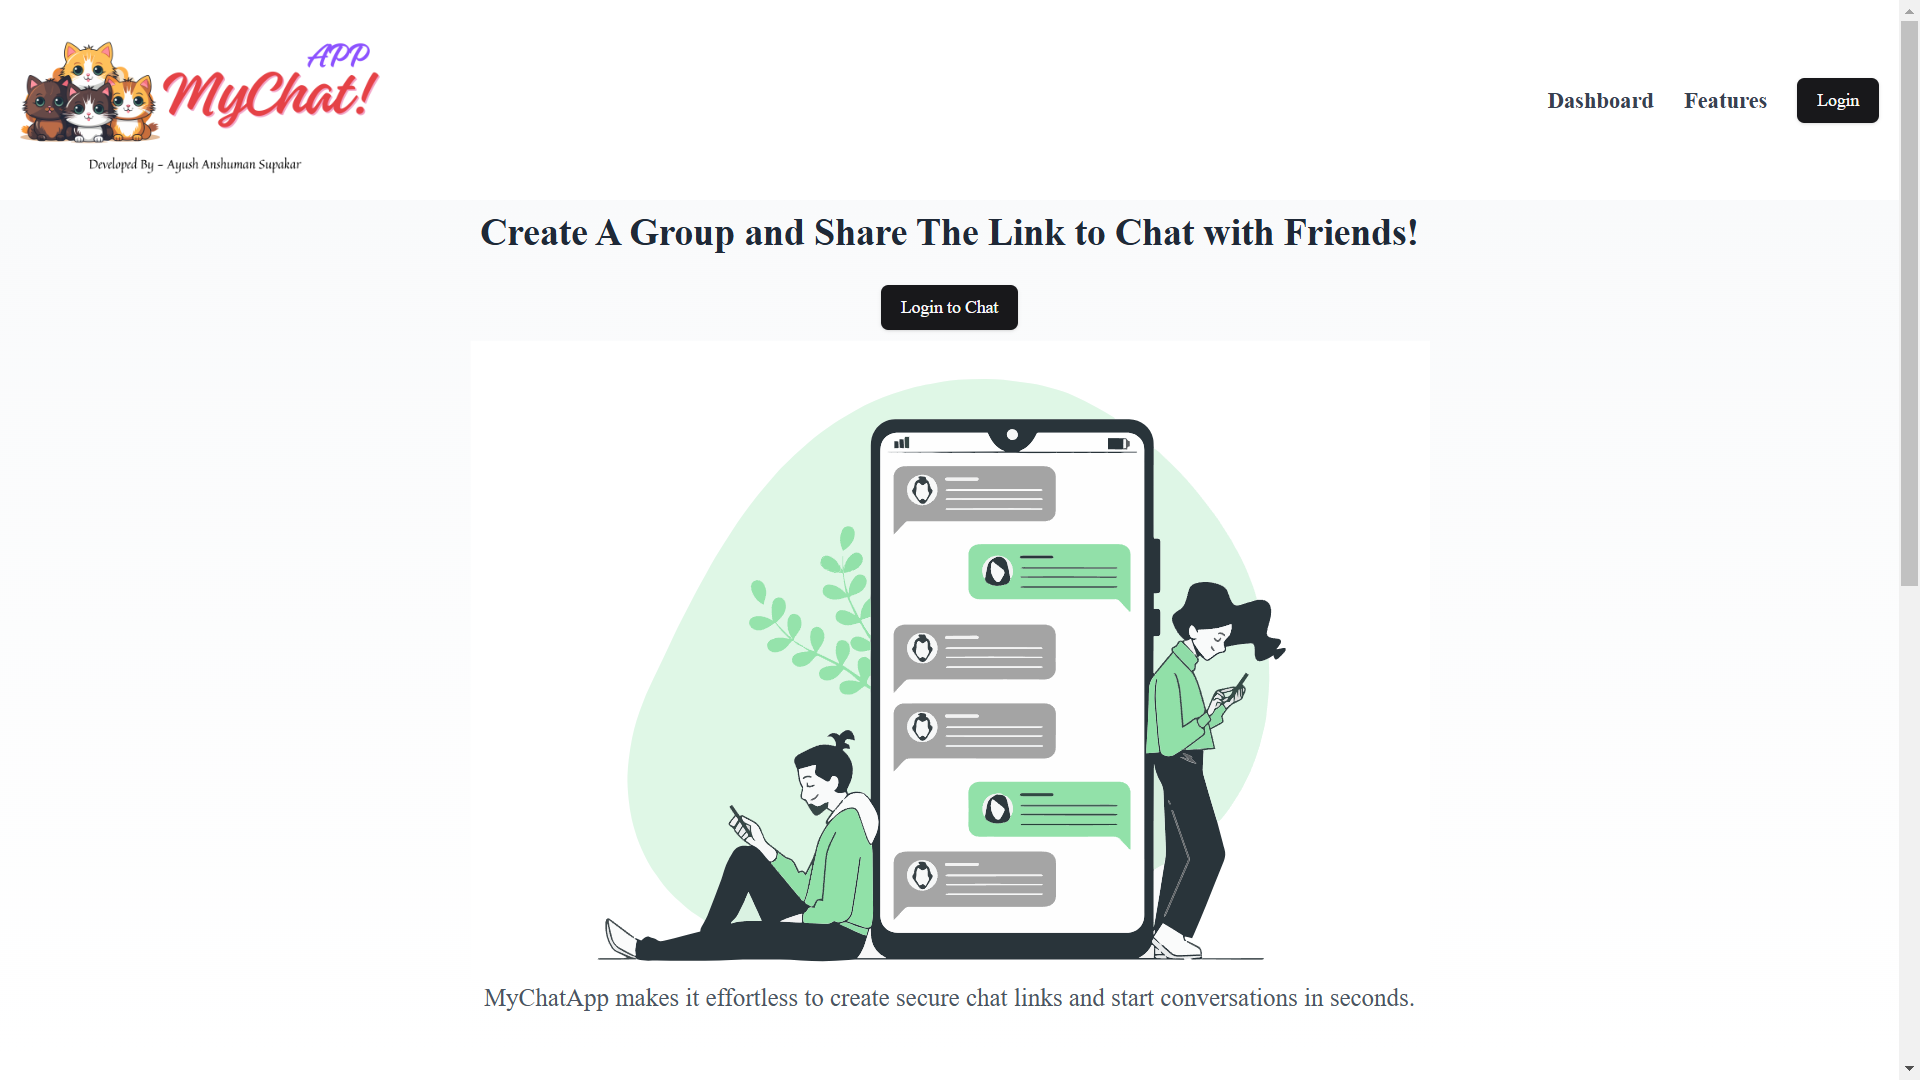 APP
MyChat!
Developed By - Ayush Anshuman Supakar
Dashboard
Features
Login
Create A Group and Share The Link to Chat with Friends!
Login to Chat
MyChatApp makes it effortless to create secure chat links and start conversations in seconds.